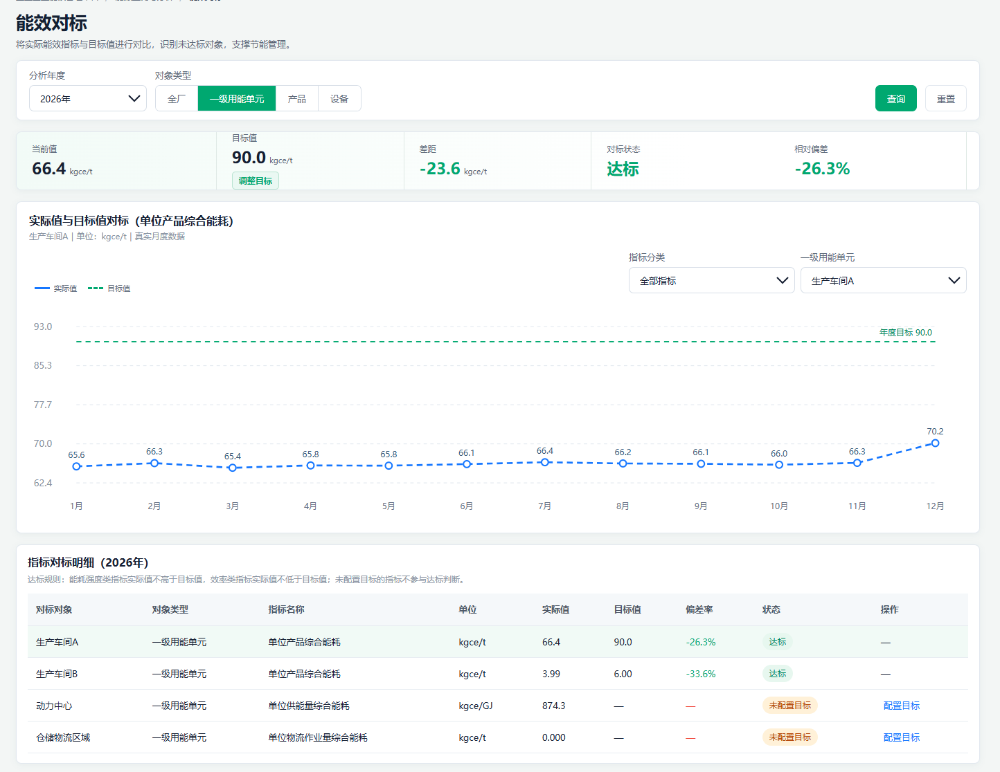 能效对标
将实际能效指标与目标值进行对比，识别未达标对象，支撑节能管理。
分析年度
对象类型
2026年
全厂 一级用能单元 产品 设备
查询 重置
当前值
66.4 kgce/t
目标值
90.0 kgce/t
调整目标
差距
-23.6 kgce/t
对标状态
达标
相对偏差
-26.3%
实际值与目标值对标（单位产品综合能耗）
生产车间A | 单位：kgce/t | 真实月度数据
指标分类
全部指标
一级用能单元
生产车间A
实际值 目标值
93.0
年度目标 90.0
85.3
77.7
70.0
62.4
65.6 66.3 65.4 65.8 65.8 66.1 66.4 66.2 66.1 66.0 66.3 70.2
1月 2月 3月 4月 5月 6月 7月 8月 9月 10月 11月 12月
指标对标明细（2026年）
达标规则：能耗强度类指标实际值不高于目标值，效率类指标实际值不低于目标值；未配置目标的指标不参与达标判断。
对标对象 对象类型 指标名称 单位 实际值 目标值 偏差率 状态 操作
生产车间A 一级用能单元 单位产品综合能耗 kgce/t 66.4 90.0 -26.3% 达标 —
生产车间B 一级用能单元 单位产品综合能耗 kgce/t 3.99 6.00 -33.6% 达标 —
动力中心 一级用能单元 单位供能量综合能耗 kgce/GJ 874.3 — — 未配置目标 配置目标
仓储物流区域 一级用能单元 单位物流作业量综合能耗 kgce/t 0.000 — — 未配置目标 配置目标